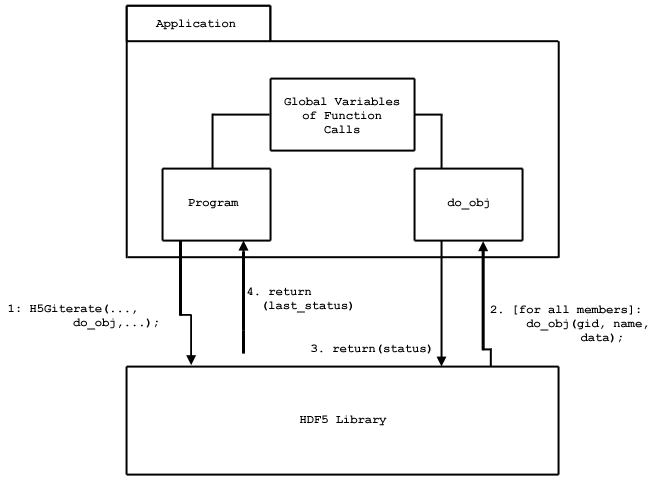 Application
Global Variables
of Function
Calls
Program
do_obj
1: H5Giterate(...,
do_obj,...);
4. return
(last_status)
3. return(status)
2. [for all members]:
do_obj(gid, name,
data);
HDF5 Library